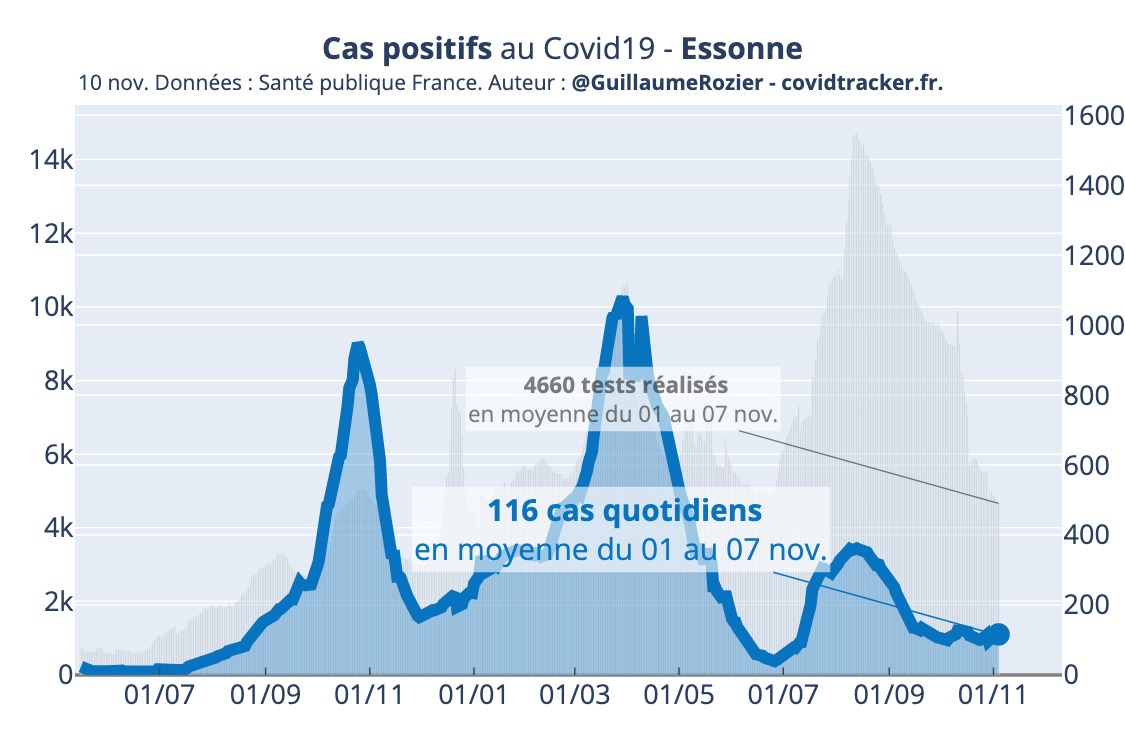 Cas positifs au Covid19 - Essonne
10 nov. Données : Santé publique France. Auteur : @GuillaumeRozier - covidtracker.fr.
1600
14k
1400
12k
1200
10k
1000
8k
800
4660 tests réalisés
en moyenne du 01 au 07 nov.
6k
600
116 cas quotidiens
en moyenne du 01 au 07 nov.
4k
400
2k
200
0
0
01/07 01/09 01/11 01/01 01/03 01/05 01/07 01/09 01/11